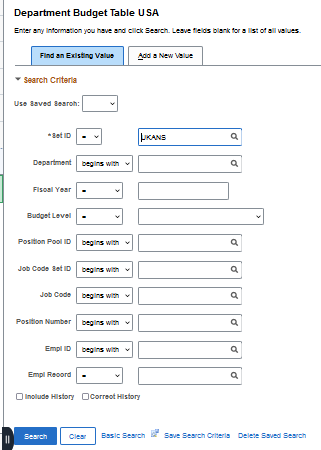 Department Budget Table USA
Enter any information you have and click Search. Leave fields blank for a list of all values.
Find an Existing Value Add a New Value
Search Criteria
Use Saved Search:
*Set ID = UKANS
Department begins with
Fiscal Year =
Budget Level =
Position Pool ID begins with
Job Code Set ID begins with
Job Code begins with
Position Number begins with
Empl ID begins with
Empl Record =
Include History Correct History
Search Clear Basic Search Save Search Criteria Delete Saved Search